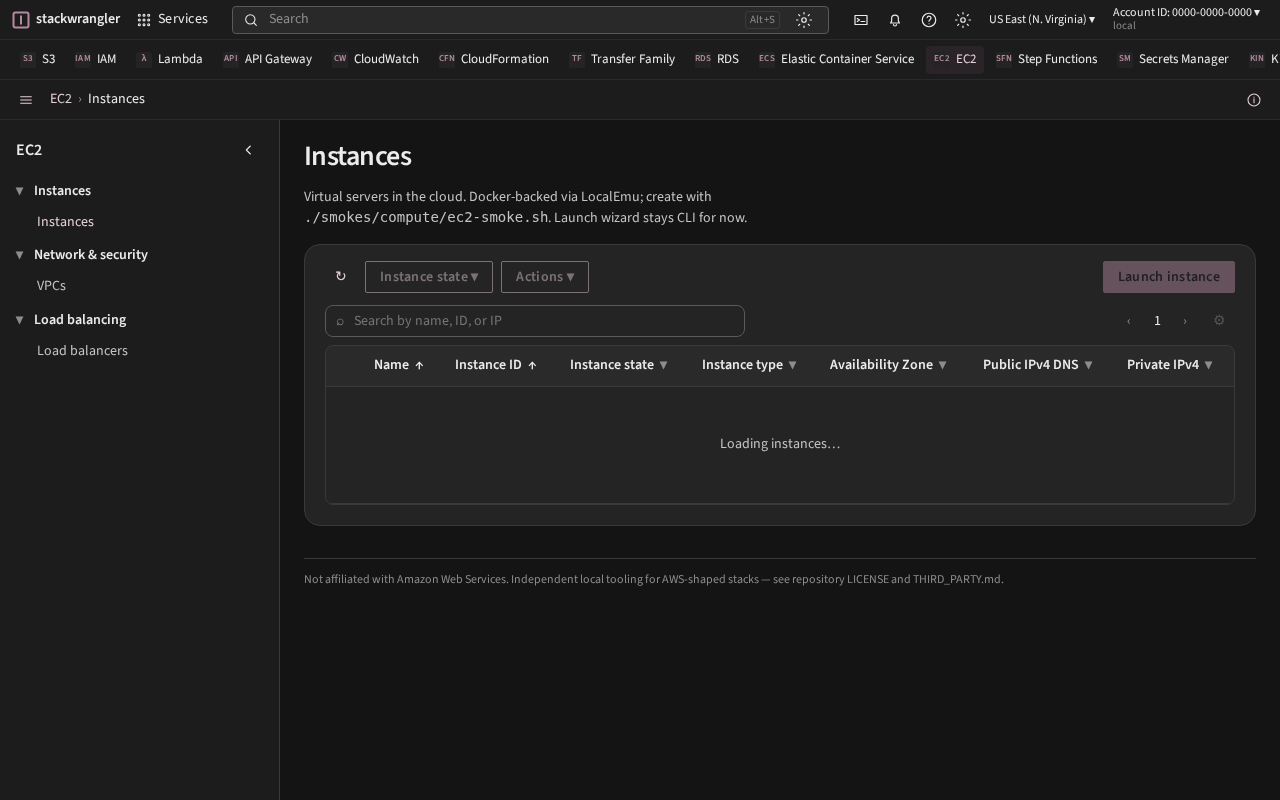 stackwrangler Services Search Alt+S US East (N. Virginia) ▾ Account ID: 0000-0000-0000 ▾
local
S3 S3 IAM IAM λ Lambda API API Gateway CW CloudWatch CFN CloudFormation TF Transfer Family RDS RDS ECS Elastic Container Service EC2 EC2 SFN Step Functions SM Secrets Manager KIN K
EC2 › Instances
EC2
▼ Instances
Instances
▼ Network & security
VPCs
▼ Load balancing
Load balancers
Instances
Virtual servers in the cloud. Docker-backed via LocalEmu; create with
./smokes/compute/ec2-smoke.sh. Launch wizard stays CLI for now.
↻ Instance state ▾ Actions ▾ Launch instance
⌕ Search by name, ID, or IP ‹ 1 › ⚙
Name ↑ Instance ID ↑ Instance state ▼ Instance type ▼ Availability Zone ▼ Public IPv4 DNS ▼ Private IPv4 ▼
Loading instances…
Not affiliated with Amazon Web Services. Independent local tooling for AWS-shaped stacks — see repository LICENSE and THIRD_PARTY.md.